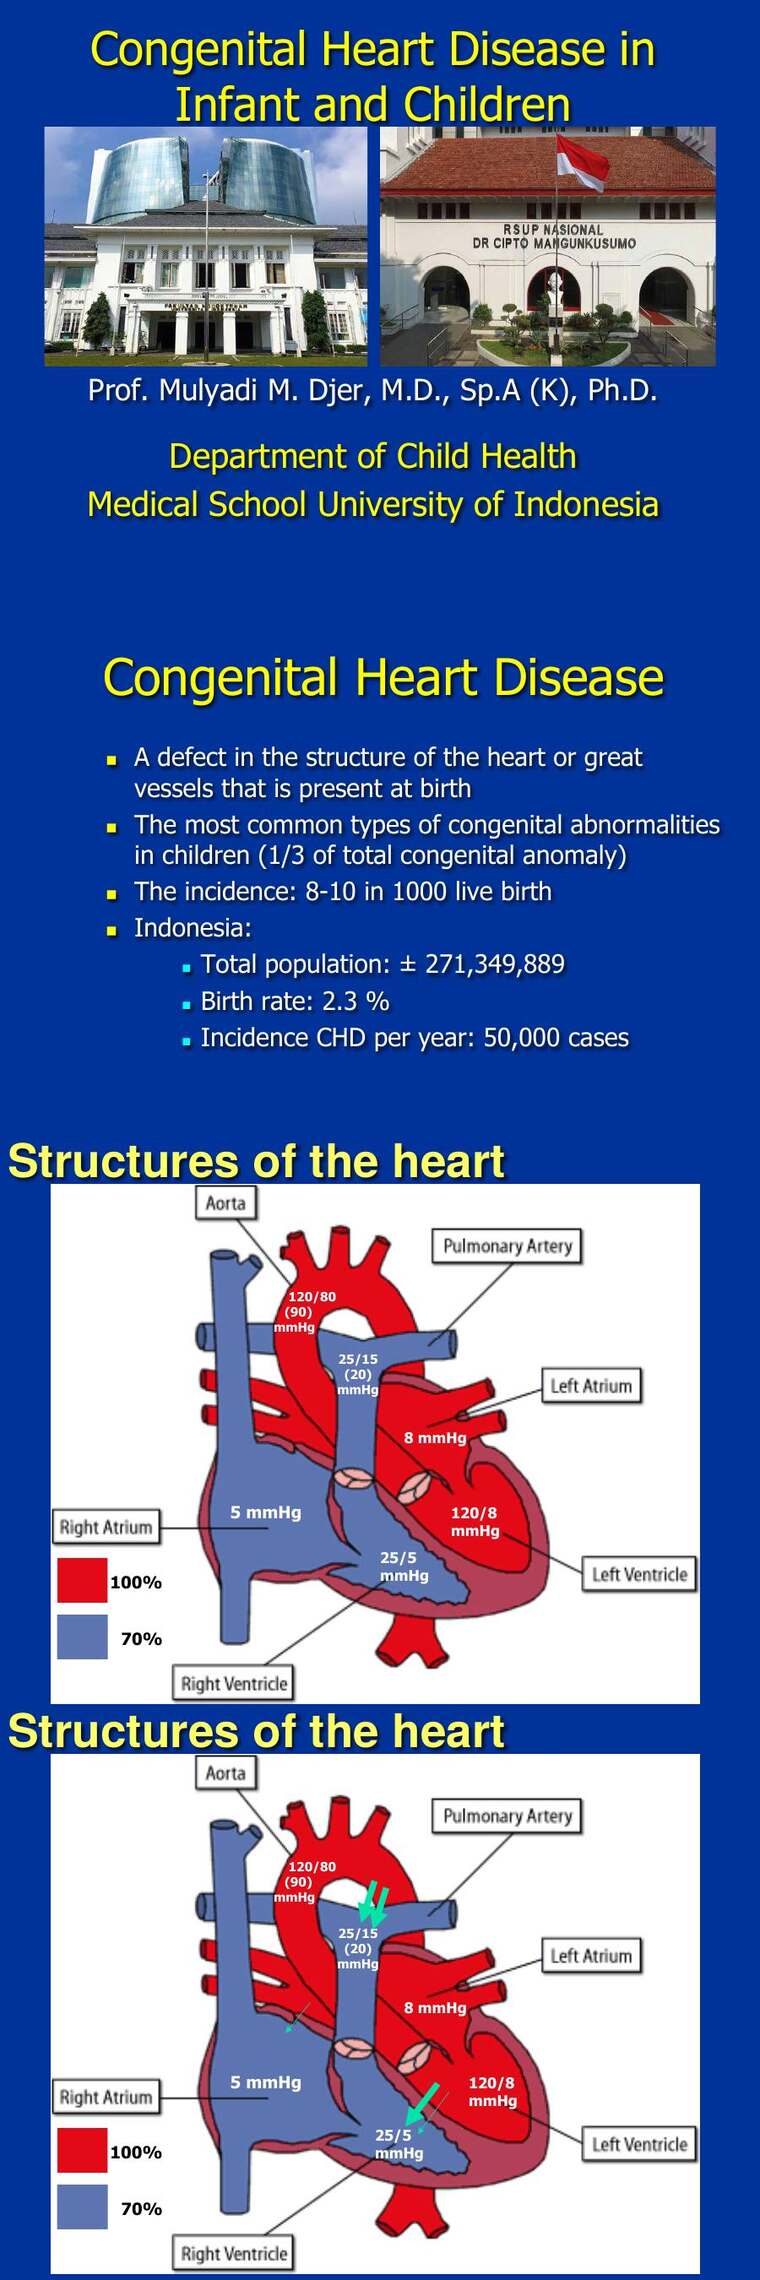 Congenital Heart Disease in
Infant and Children
RSUP NASIONAL
DR CIPTO MANGUNKUSUMO
Prof. Mulyadi M. Djer, M.D., Sp.A (K), Ph.D.
Department of Child Health
Medical School University of Indonesia
Congenital Heart Disease
A defect in the structure of the heart or great
vessels that is present at birth
The most common types of congenital abnormalities
in children (1/3 of total congenital anomaly)
The incidence: 8-10 in 1000 live birth
Indonesia:
Total population: ± 271,349,889
Birth rate: 2.3 %
Incidence CHD per year: 50,000 cases
Structures of the heart
Aorta
Pulmonary Artery
120/80
(90)
mmHg
25/15
(20)
mmHg
Left Atrium
8 mmHg
5 mmHg
120/8
mmHg
Right Atrium
25/5
mmHg
Left Ventricle
100%
70%
Right Ventricle
Structures of the heart
Aorta
Pulmonary Artery
120/80
(90)
mmHg
25/15
(20)
mmHg
Left Atrium
8 mmHg
5 mmHg
120/8
mmHg
Right Atrium
25/5
mmHg
Left Ventricle
100%
70%
Right Ventricle